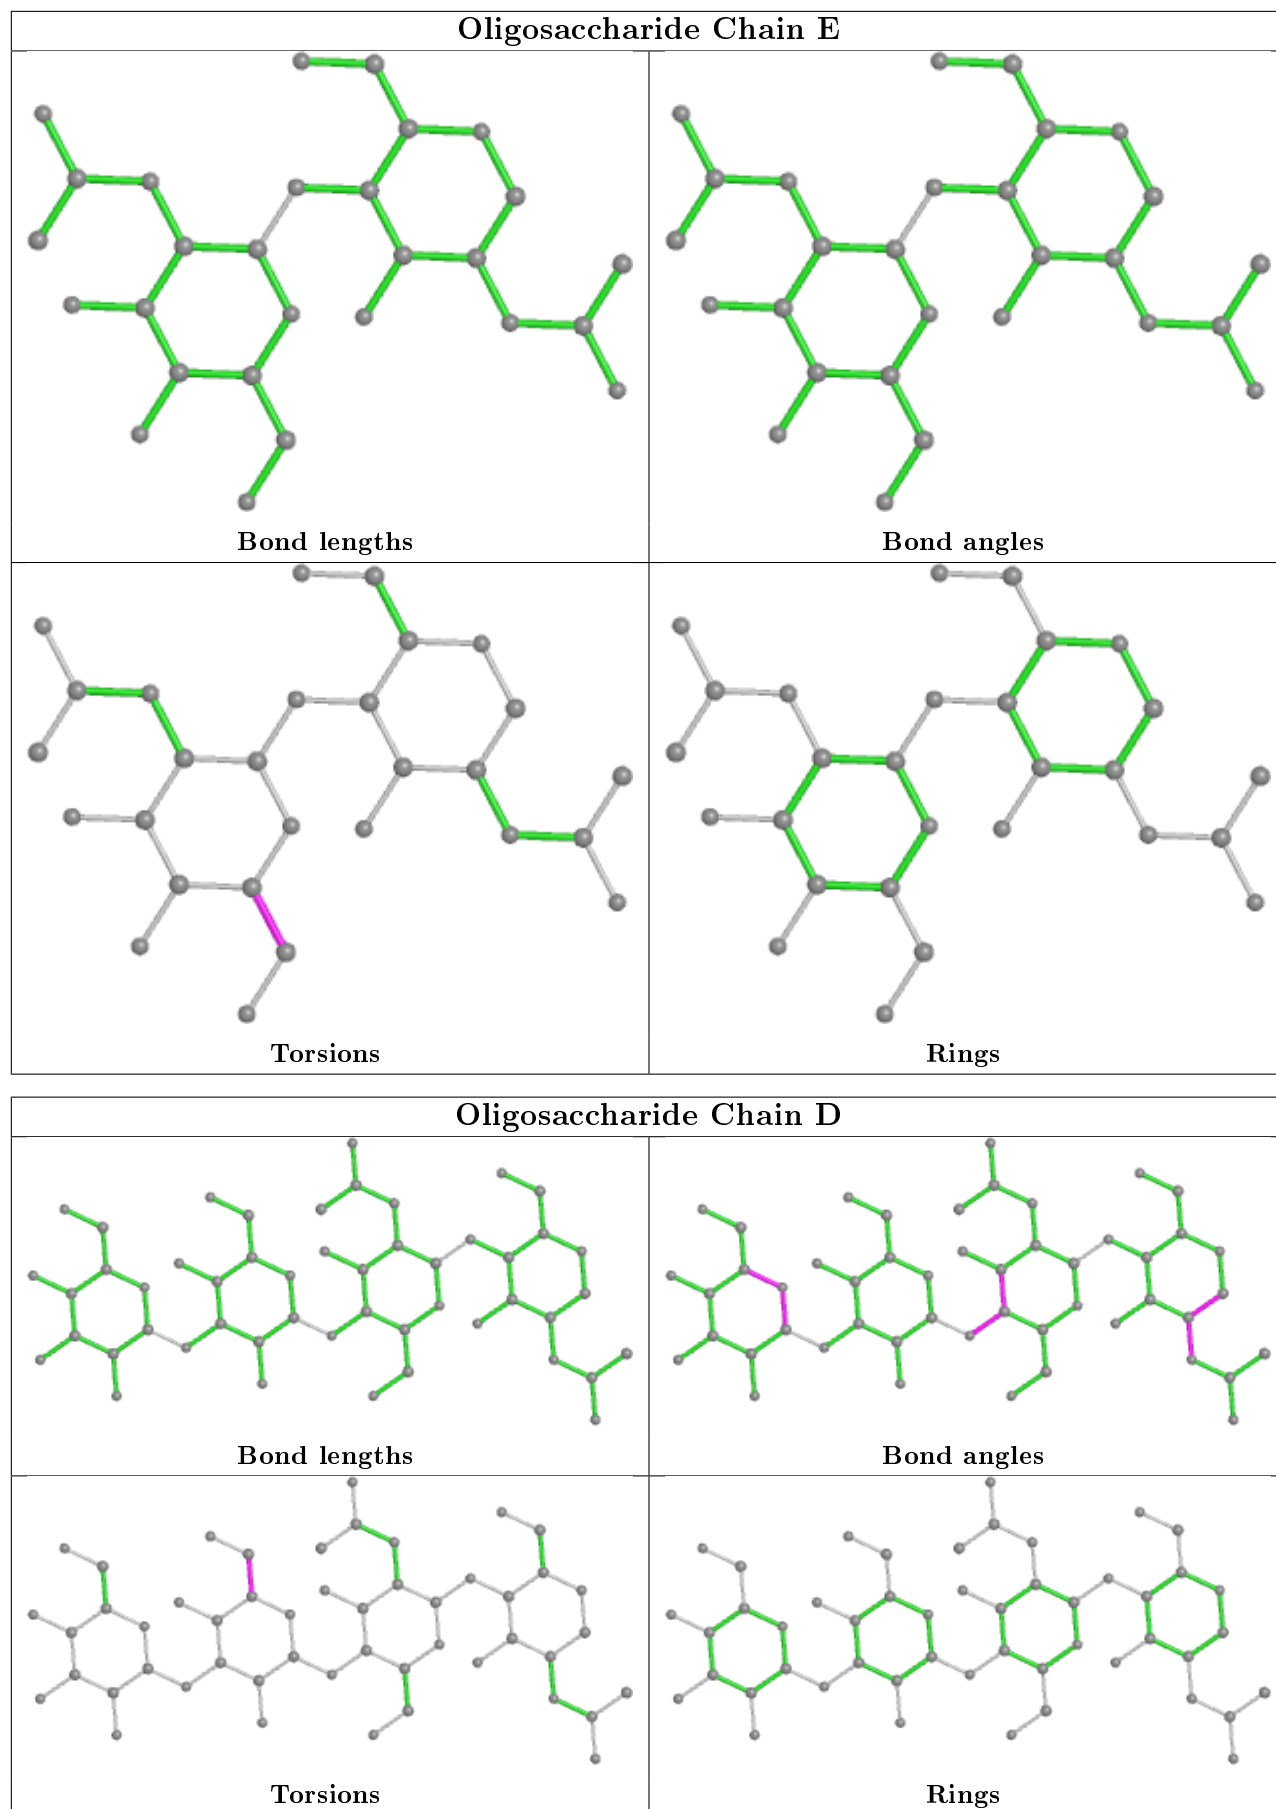 Oligosaccharide Chain E
Bond lengths
Bond angles
Torsions
Rings
Oligosaccharide Chain D
Bond lengths
Bond angles
Torsions
Rings